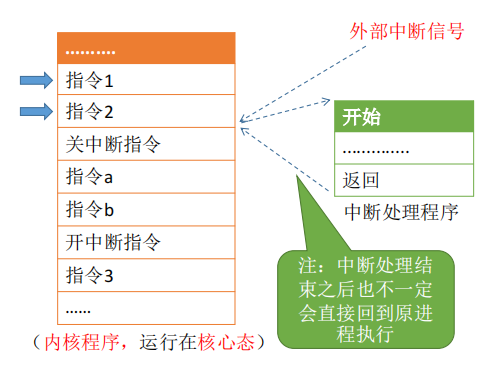 外部中断信号
..........
指令1
指令2
关中断指令
指令a
指令b
开中断指令
指令3
......
(内核程序，运行在核心态)
开始
..............
返回
中断处理程序
注：中断处理结
束之后也不一定
会直接回到原进
程执行